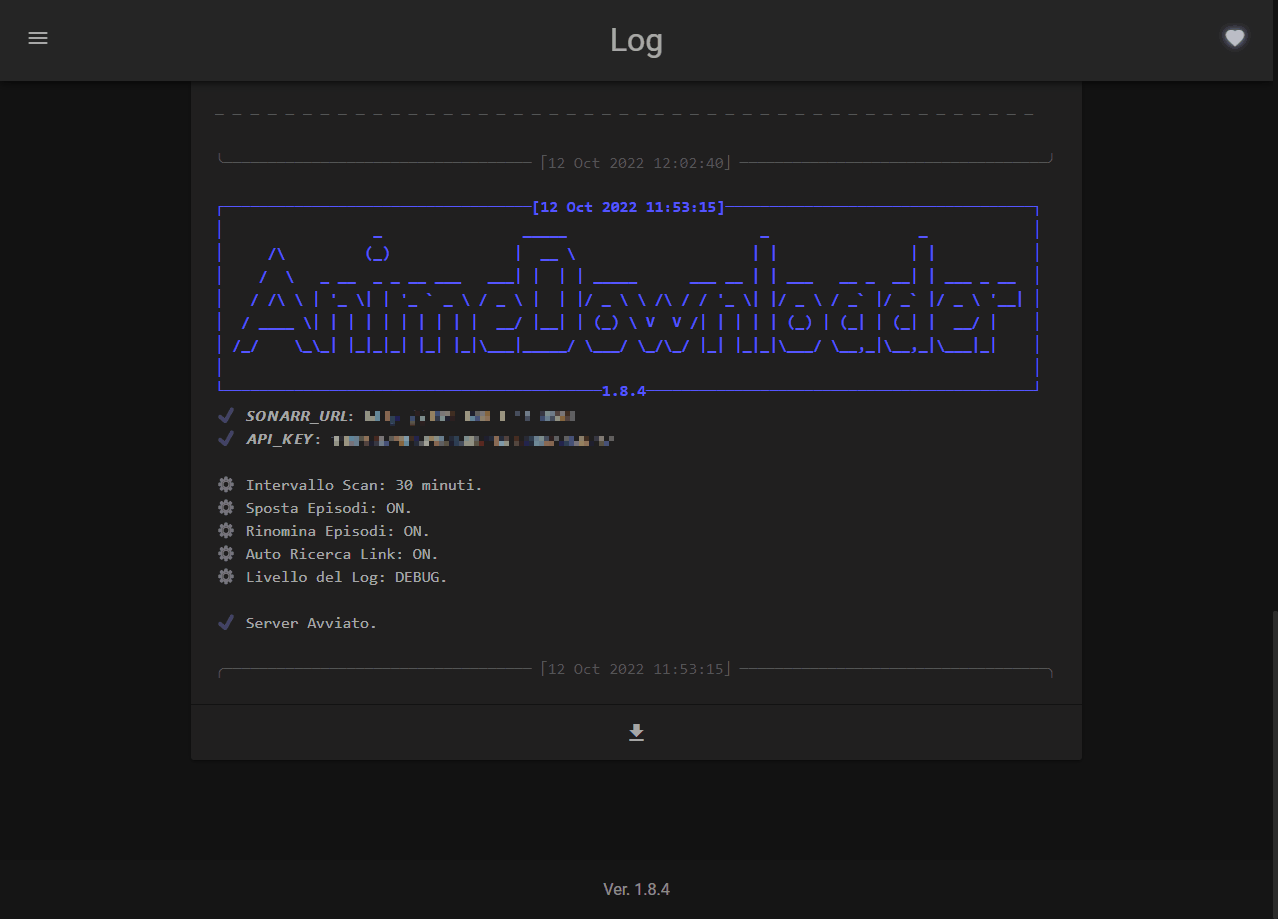 Log
[12 Oct 2022 12:02:40]
[12 Oct 2022 11:53:15]
AnimeDownloader
1.8.4
SONARR_URL:
API_KEY:
Intervallo Scan: 30 minuti.
Sposta Episodi: ON.
Rinomina Episodi: ON.
Auto Ricerca Link: ON.
Livello del Log: DEBUG.
Server Avviato.
[12 Oct 2022 11:53:15]
Ver. 1.8.4